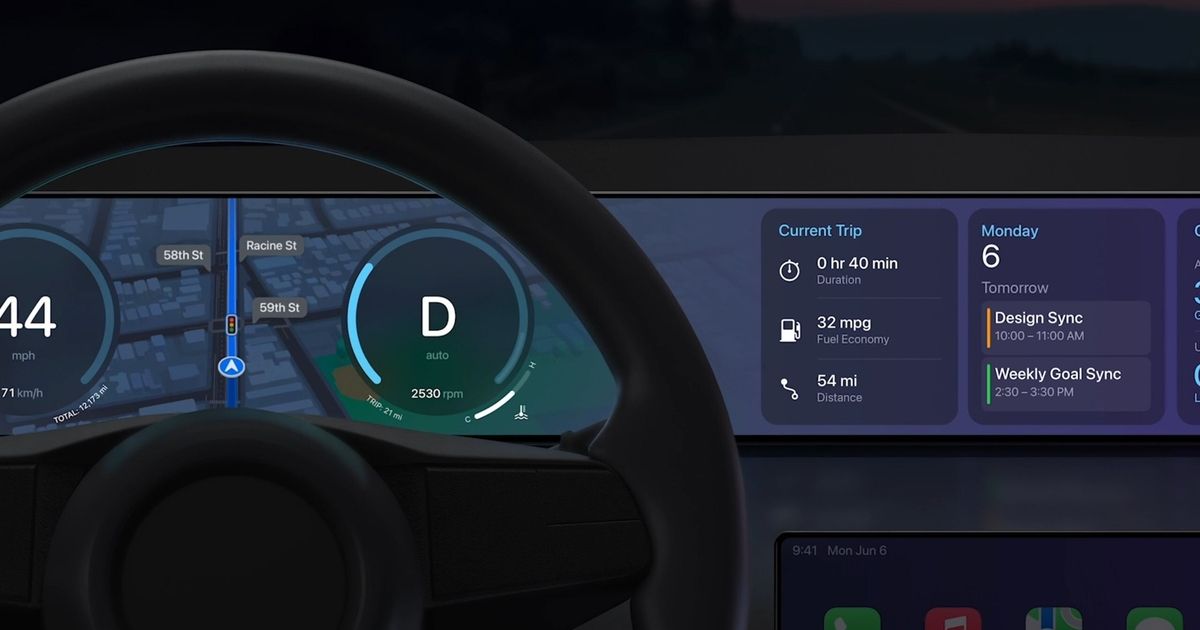 58th St
Racine St
59th St
44
mph
71 km/h
TOTAL: 12,173 mi
D
auto
2530 rpm
TRIP: 21 mi
C
H
Current Trip
0 hr 40 min
Duration
32 mpg
Fuel Economy
54 mi
Distance
Monday
6
Tomorrow
Design Sync
10:00 – 11:00 AM
Weekly Goal Sync
2:30 – 3:30 PM
9:41 Mon Jun 6